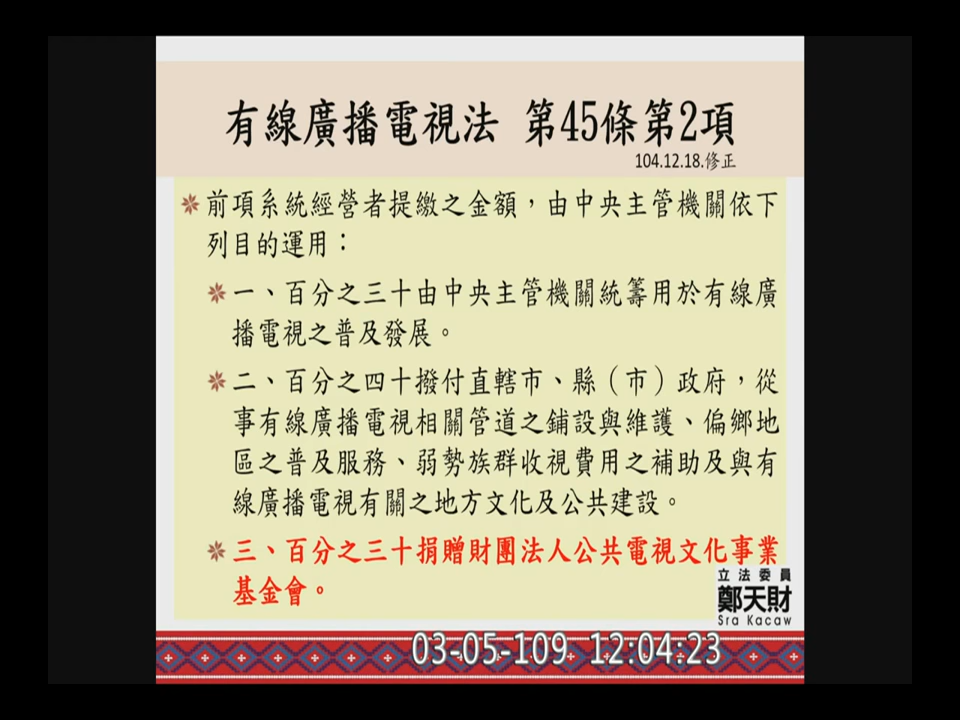 有線廣播電視法 第45條第2項
104.12.18.修正
前項系統經營者提繳之金額，由中央主管機關依下
列目的運用：
一、百分之三十由中央主管機關統籌用於有線廣
播電視之普及發展。
二、百分之四十撥付直轄市、縣（市）政府，從
事有線廣播電視相關管道之鋪設與維護、偏鄉地
區之普及服務、弱勢族群收視費用之補助及與有
線廣播電視有關之地方文化及公共建設。
三、百分之三十捐贈財團法人公共電視文化事業
基金會。
立法委員
鄭天財
Sra Kacaw
03-05-109 12:04:23